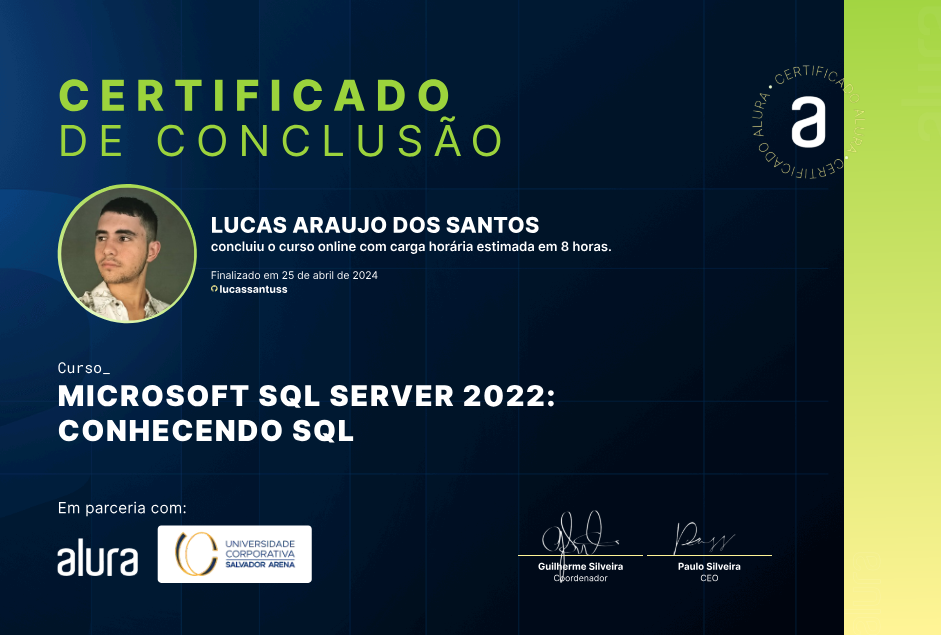 CERTIFICADO
DE CONCLUSÃO
CERTIFICADO ALURA • CERTIFICADO ALURA •
a
alura
LUCAS ARAUJO DOS SANTOS
concluiu o curso online com carga horária estimada em 8 horas.
Finalizado em 25 de abril de 2024
lucassantuss
Curso_
MICROSOFT SQL SERVER 2022:
CONHECENDO SQL
Em parceria com:
alura
UNIVERSIDADE
CORPORATIVA
SALVADOR ARENA
Guilherme Silveira
Coordenador
Paulo Silveira
CEO